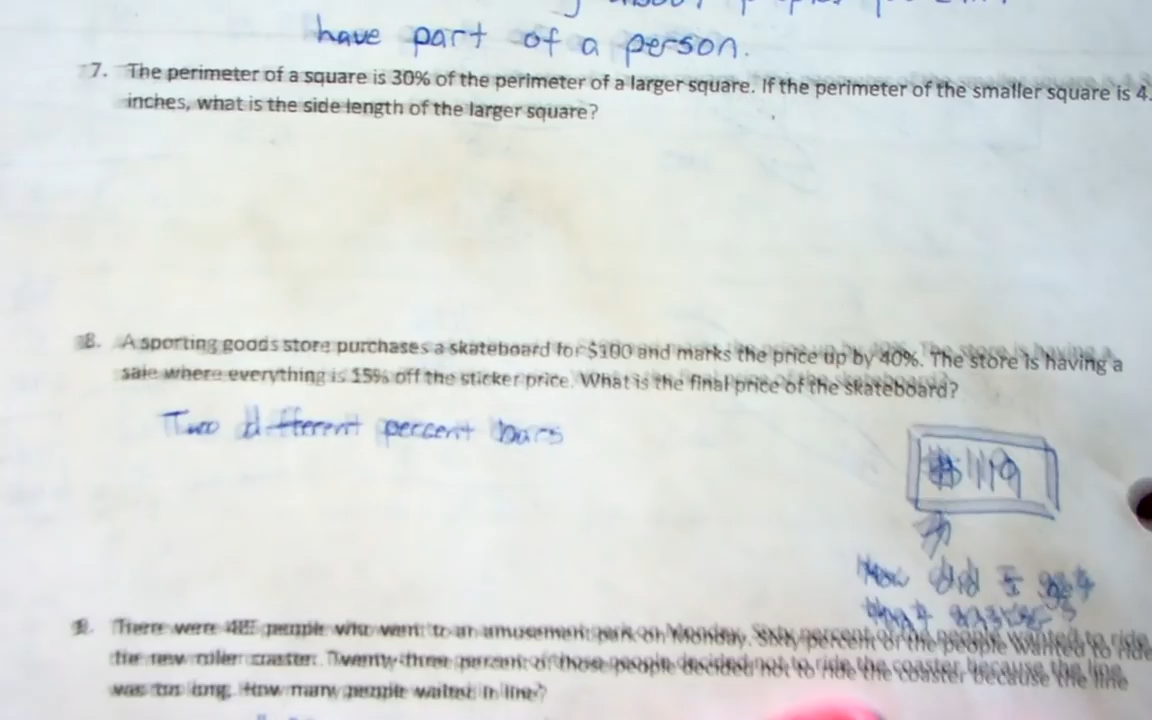 have part of a person.
7. The perimeter of a square is 30% of the perimeter of a larger square. If the perimeter of the smaller square is 4.
inches, what is the side length of the larger square?
8. A sporting goods store purchases a skateboard for $100 and marks the price up by 40%. The store is having a
sale where everything is 15% off the sticker price. What is the final price of the skateboard?
Two different percent bars
$119
How did I get
that
There were people who went to an amusement park on Monday. Sixty percent of the people wanted to ride
the new roller coaster. Twenty-three percent of those people decided not to ride the coaster because the line
was too long. How many people waited in line?